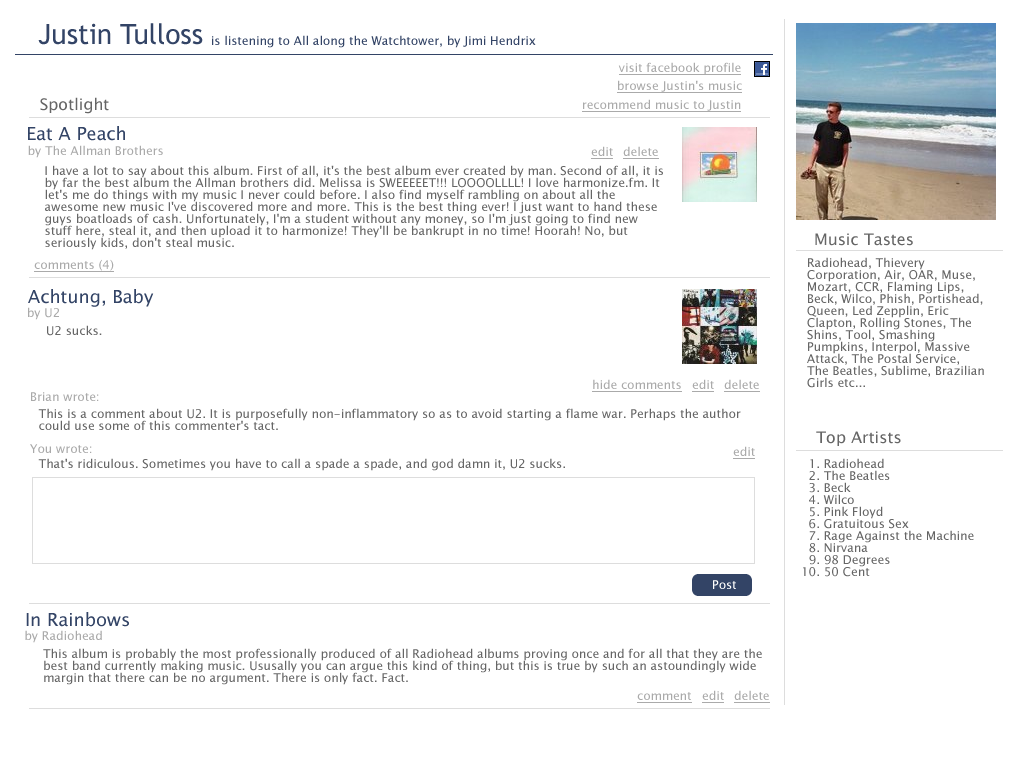 Justin Tulloss is listening to All along the Watchtower, by Jimi Hendrix
visit facebook profile
browse Justin's music
recommend music to Justin
Spotlight
Eat A Peach
by The Allman Brothers
edit delete
I have a lot to say about this album. First of all, it's the best album ever created by man. Second of all, it is
by far the best album the Allman brothers did. Melissa is SWEEEEET!!! LOOOOLLLL! I love harmonize.fm. It
let's me do things with my music I never could before. I also find myself rambling on about all the
awesome new music I've discovered more and more. This is the best thing ever! I just want to hand these
guys boatloads of cash. Unfortunately, I'm a student without any money, so I'm just going to find new
stuff here, steal it, and then upload it to harmonize! They'll be bankrupt in no time! Hoorah! No, but
seriously kids, don't steal music.
comments (4)
Achtung, Baby
by U2
U2 sucks.
hide comments edit delete
Brian wrote:
This is a comment about U2. It is purposefully non-inflammatory so as to avoid starting a flame war. Perhaps the author
could use some of this commenter's tact.
You wrote:
edit
That's ridiculous. Sometimes you have to call a spade a spade, and god damn it, U2 sucks.
Post
In Rainbows
by Radiohead
This album is probably the most professionally produced of all Radiohead albums proving once and for all that they are the
best band currently making music. Ususally you can argue this kind of thing, but this is true by such an astoundingly wide
margin that there can be no argument. There is only fact. Fact.
comment edit delete
Music Tastes
Radiohead, Thievery
Corporation, Air, OAR, Muse,
Mozart, CCR, Flaming Lips,
Beck, Wilco, Phish, Portishead,
Queen, Led Zepplin, Eric
Clapton, Rolling Stones, The
Shins, Tool, Smashing
Pumpkins, Interpol, Massive
Attack, The Postal Service,
The Beatles, Sublime, Brazilian
Girls etc...
Top Artists
1. Radiohead
2. The Beatles
3. Beck
4. Wilco
5. Pink Floyd
6. Gratuitous Sex
7. Rage Against the Machine
8. Nirvana
9. 98 Degrees
10. 50 Cent